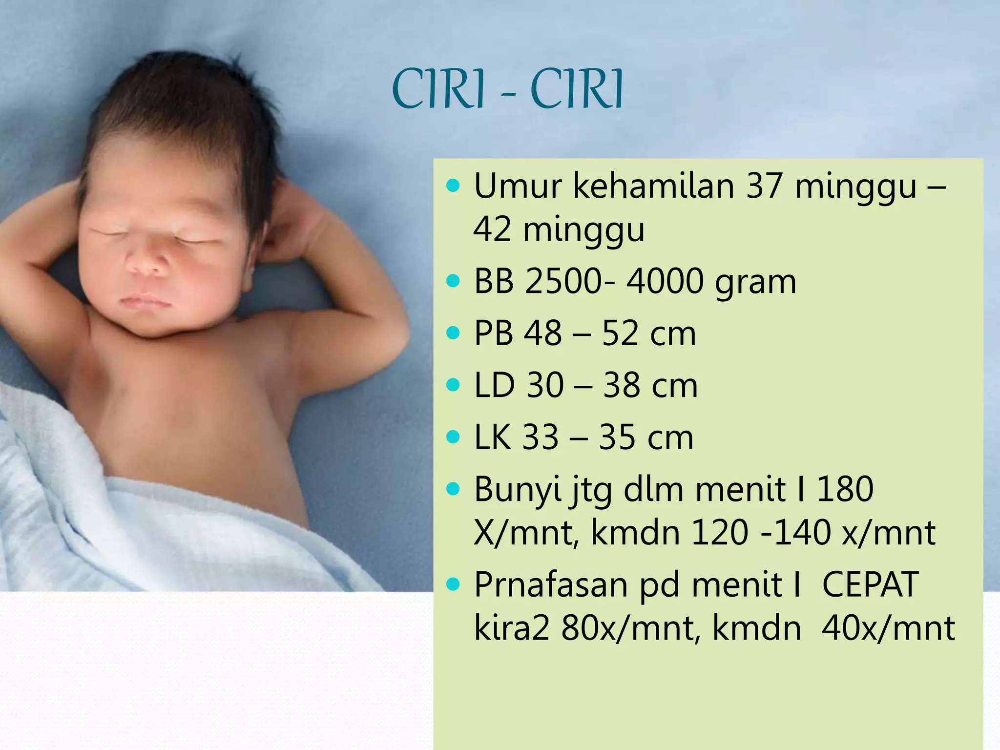 CIRI - CIRI
• Umur kehamilan 37 minggu –
42 minggu
• BB 2500- 4000 gram
• PB 48 – 52 cm
• LD 30 – 38 cm
• LK 33 – 35 cm
• Bunyi jtg dlm menit I 180
X/mnt, kmdn 120 -140 x/mnt
• Prnafasan pd menit I  CEPAT
kira2 80x/mnt, kmdn  40x/mnt